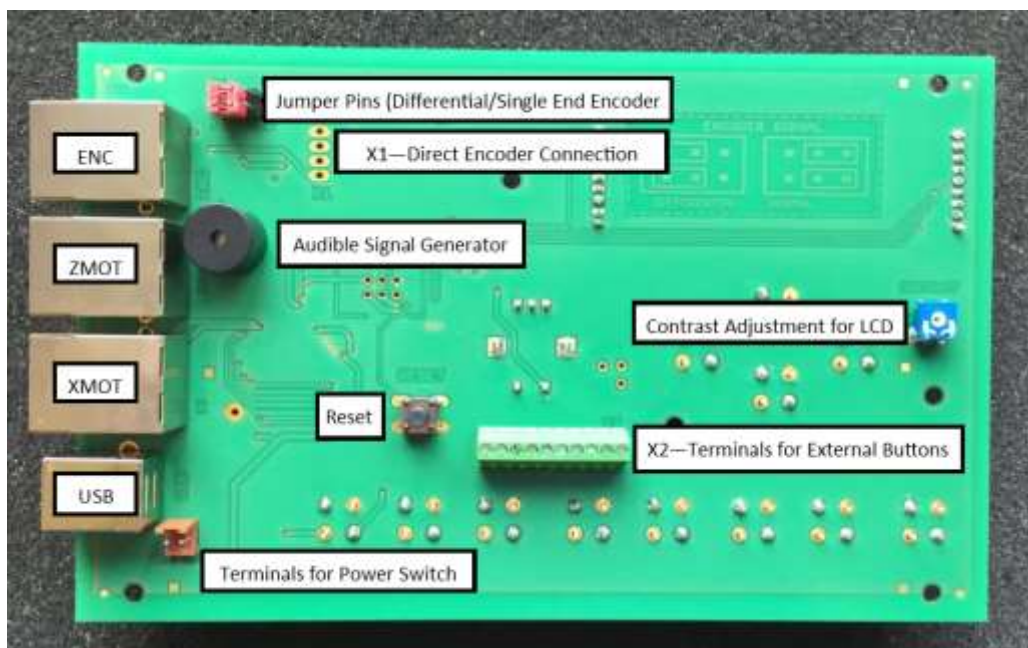 Jumper Pins (Differential/Single End Encoder
ENC
X1—Direct Encoder Connection
Audible Signal Generator
ZMOT
Contrast Adjustment for LCD
XMOT
Reset
X2—Terminals for External Buttons
USB
Terminals for Power Switch